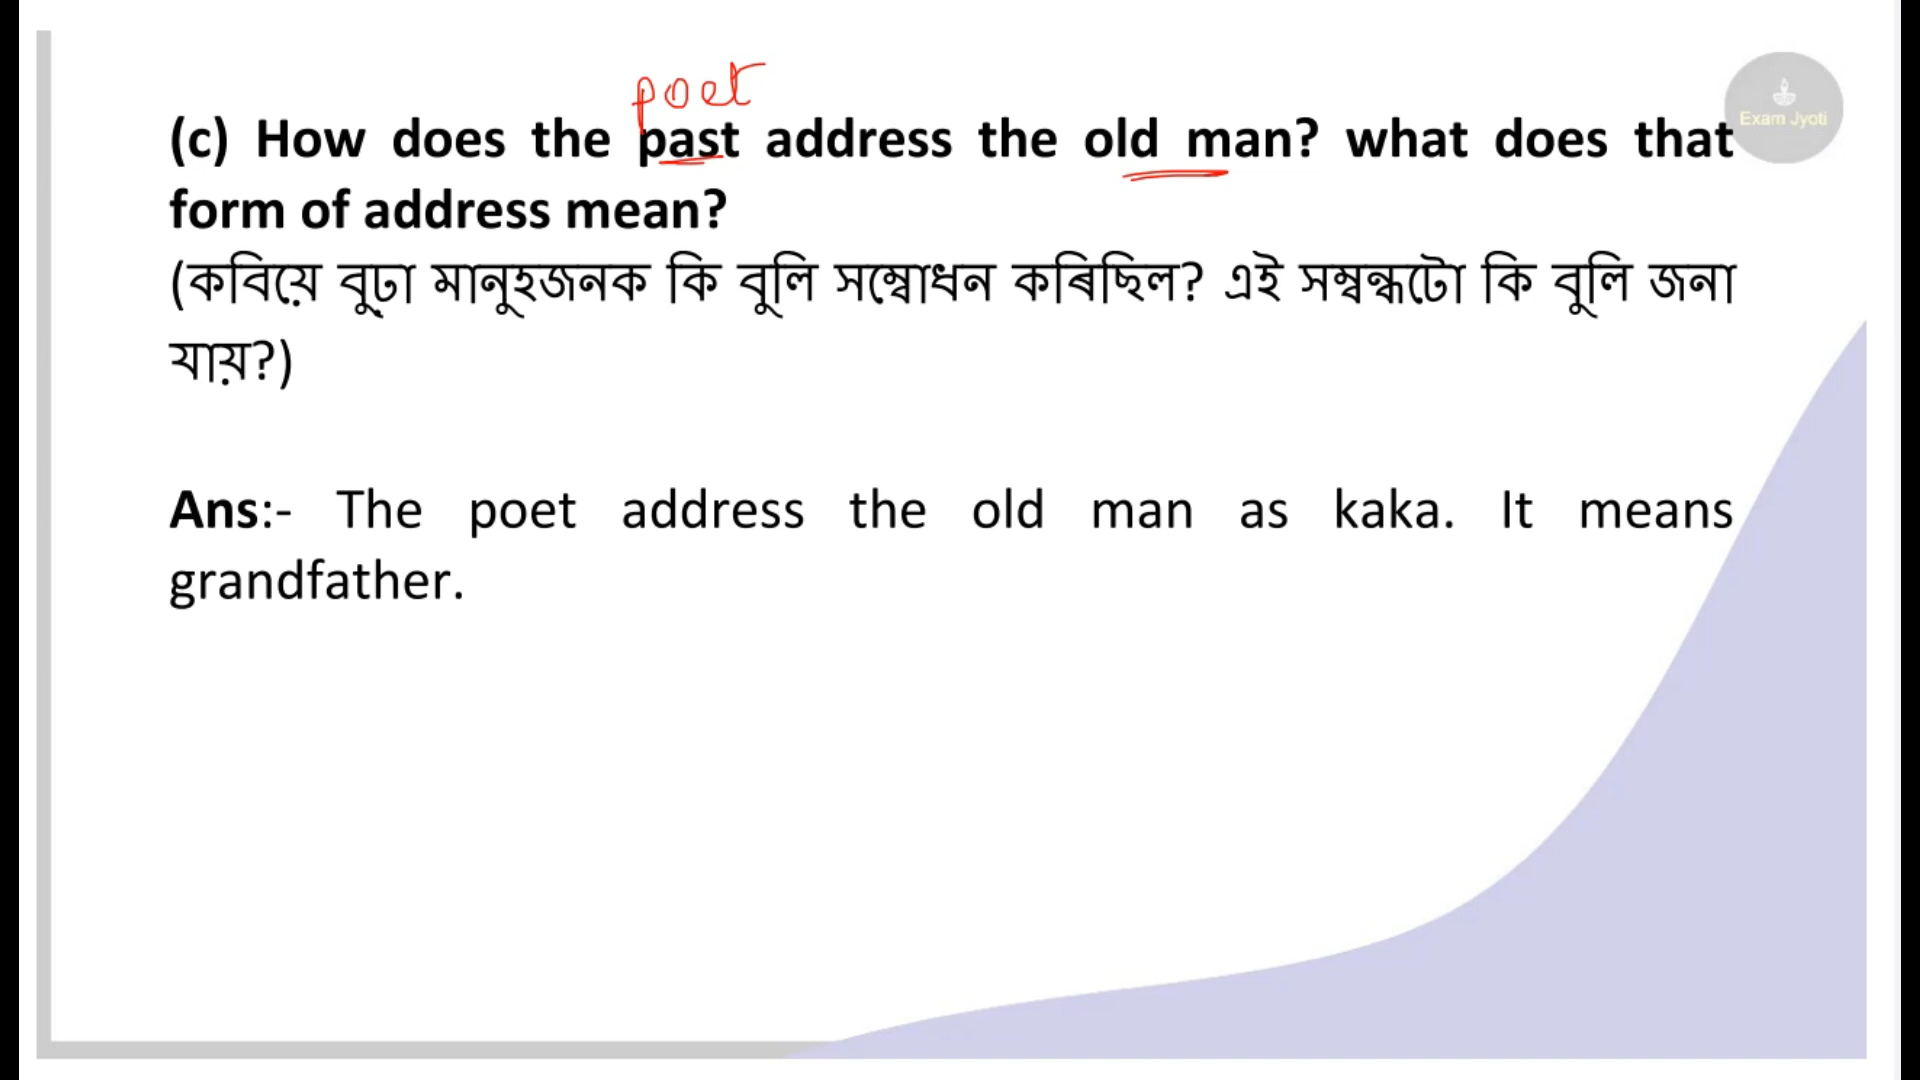 poet
Exam Jyoti
(c) How does the past address the old man? what does that
form of address mean?
(কবিয়ে বুঢ়া মানুহজনক কি বুলি সম্বোধন কৰিছিল? এই সম্বন্ধটো কি বুলি জনা
যায়?)
Ans:- The poet address the old man as kaka. It means
grandfather.